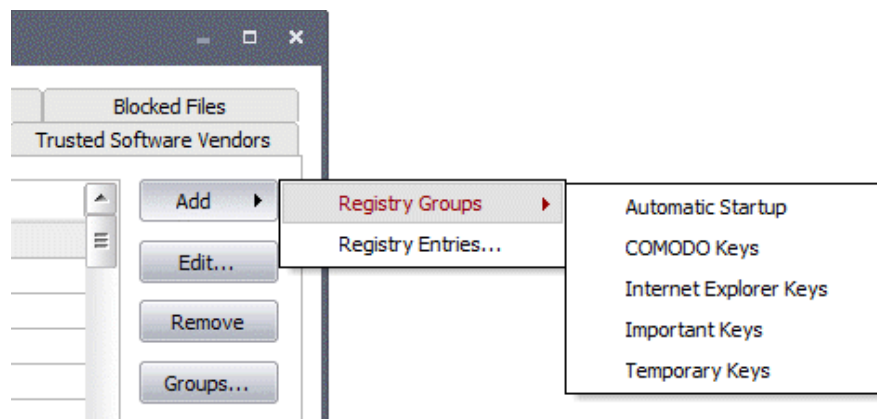 Blocked Files
Trusted Software Vendors
Add
Edit...
Remove
Groups...
Registry Groups
Registry Entries...
Automatic Startup
COMODO Keys
Internet Explorer Keys
Important Keys
Temporary Keys